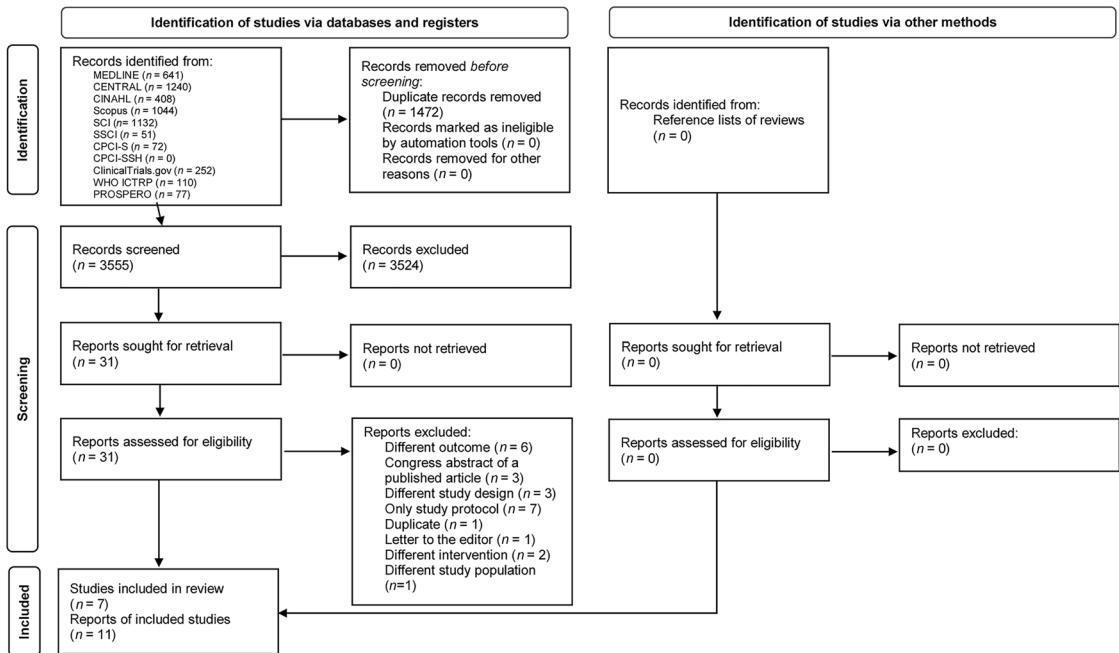 Identification of studies via databases and registers
Identification of studies via other methods
Identification
Records identified from:
MEDLINE (n = 641)
CENTRAL (n = 1240)
CINAHL (n = 408)
Scopus (n = 1044)
SCI (n = 1132)
SSCI (n = 51)
CPCI-S (n = 72)
CPCI-SSH (n = 0)
ClinicalTrials.gov (n = 252)
WHO ICTRP (n = 110)
PROSPERO (n = 77)
Records removed before
screening:
Duplicate records removed
(n = 1472)
Records marked as ineligible
by automation tools (n = 0)
Records removed for other
reasons (n = 0)
Records identified from:
Reference lists of reviews
(n = 0)
Screening
Records screened
(n = 3555)
Records excluded
(n = 3524)
Reports sought for retrieval
(n = 31)
Reports not retrieved
(n = 0)
Reports sought for retrieval
(n = 0)
Reports not retrieved
(n = 0)
Reports assessed for eligibility
(n = 31)
Reports excluded:
Different outcome (n = 6)
Congress abstract of a
published article (n = 3)
Different study design (n = 3)
Only study protocol (n = 7)
Duplicate (n = 1)
Letter to the editor (n = 1)
Different intervention (n = 2)
Different study population
(n=1)
Reports assessed for eligibility
(n = 0)
Reports excluded:
(n = 0)
Included
Studies included in review
(n = 7)
Reports of included studies
(n = 11)